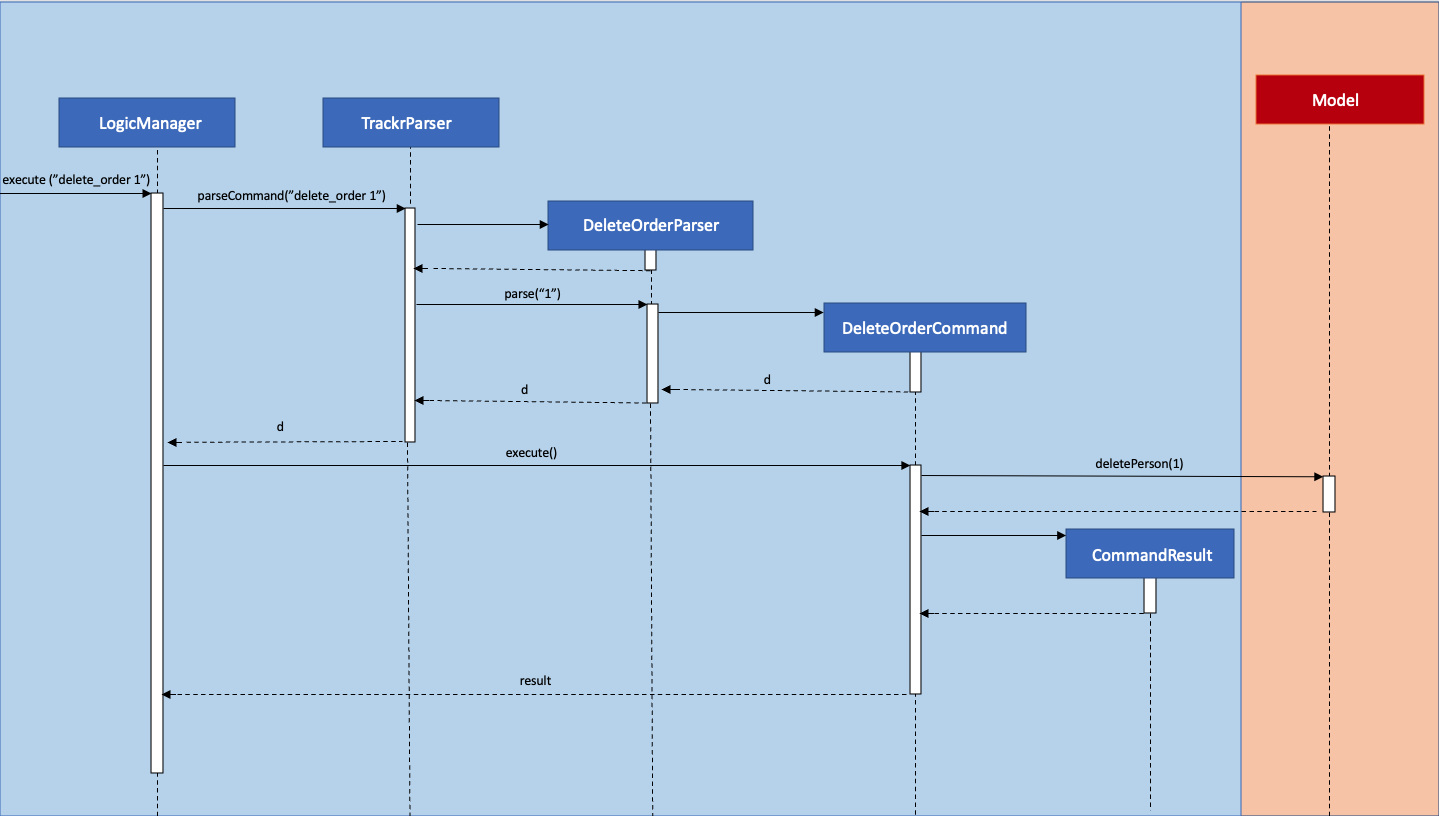 Model
LogicManager
TrackrParser
execute (”delete_order 1”)
parseCommand(”delete_order 1”)
DeleteOrderParser
parse(“1”)
DeleteOrderCommand
d
d
d
execute()
deletePerson(1)
CommandResult
result